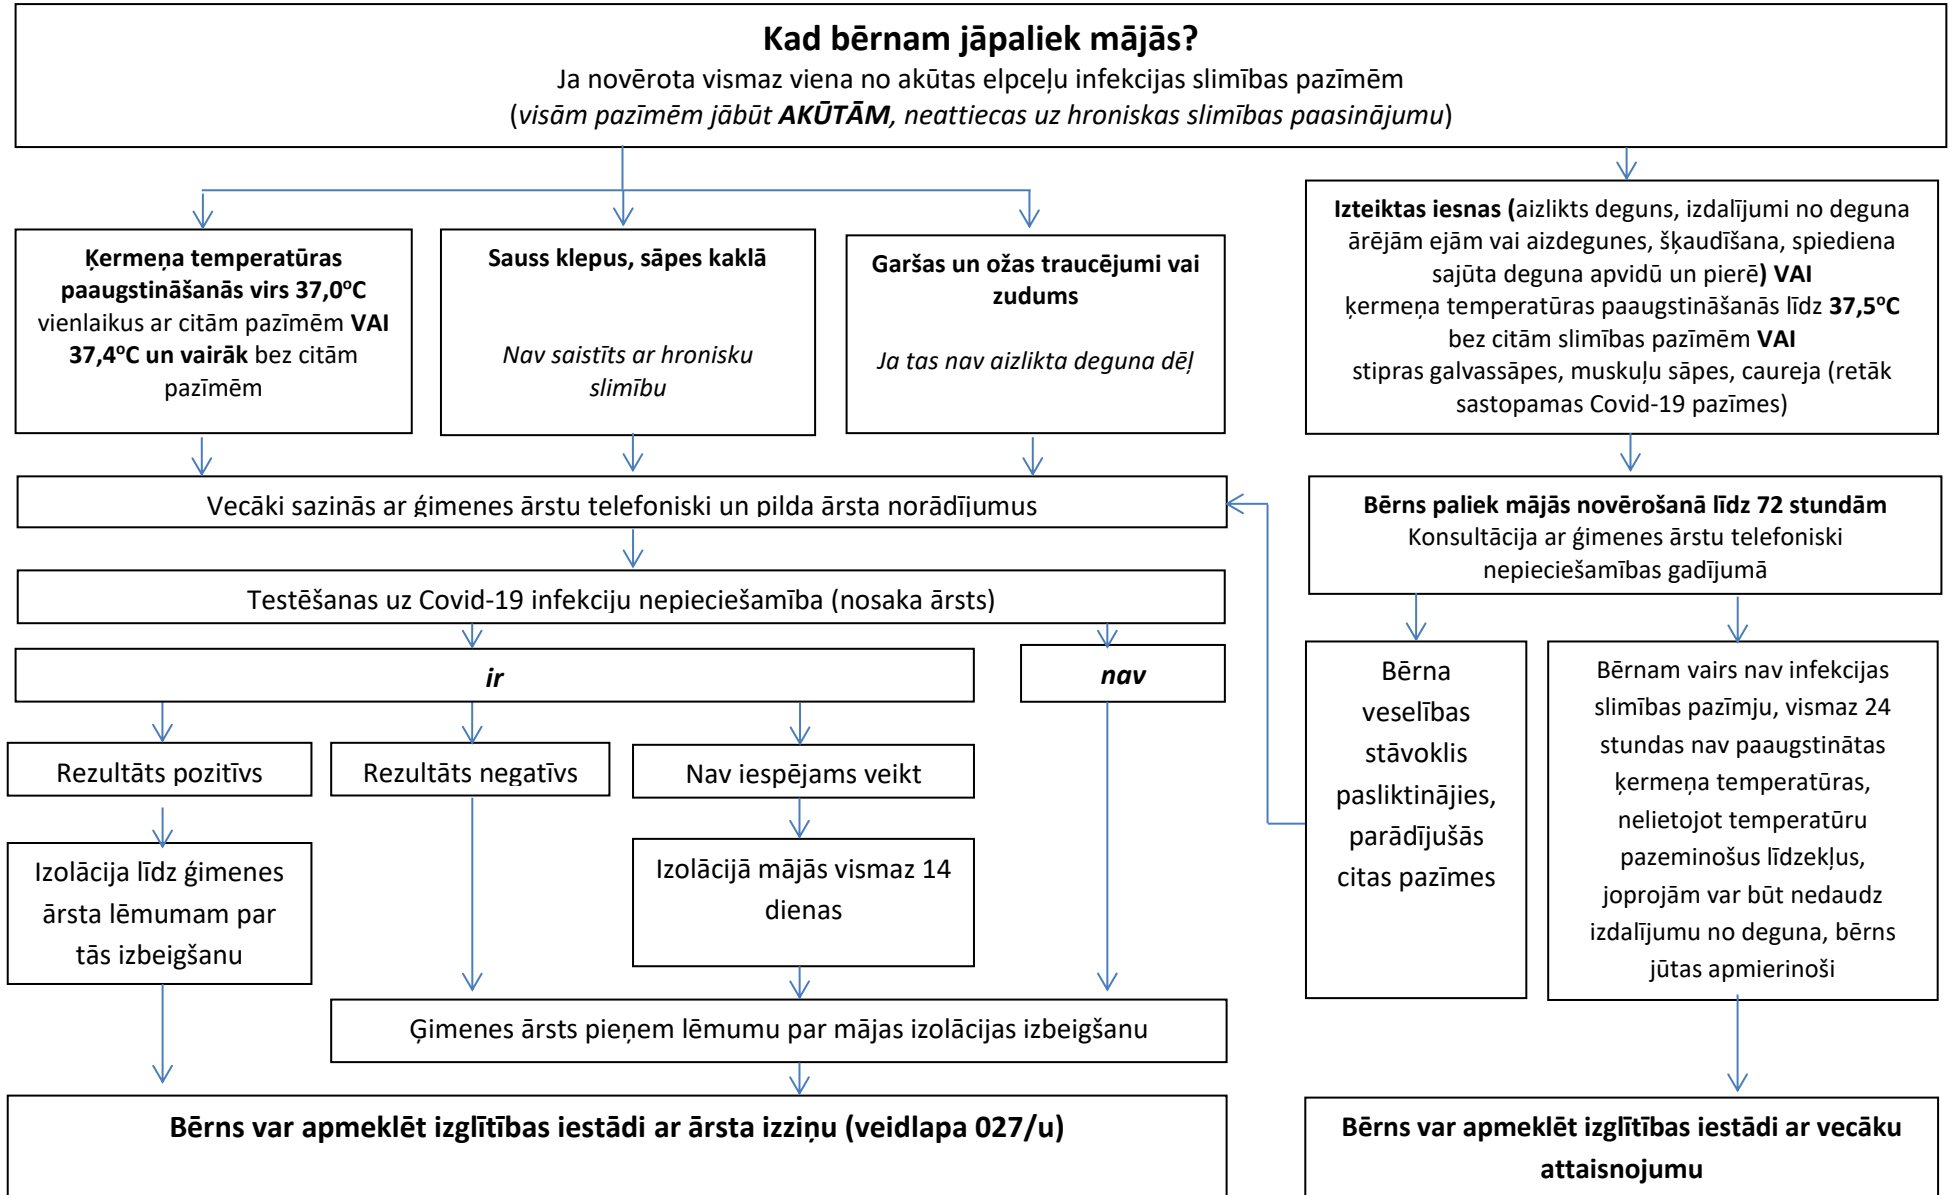 Kad bērnam jāpaliek mājās?
Ja novērota vismaz viena no akūtas elpceļu infekcijas slimības pazīmēm
(visām pazīmēm jābūt AKŪTĀM, neattiecas uz hroniskas slimības paasinājumu)
Ķermeņa temperatūras
paaugstināšanās virs 37,0°C
vienlaikus ar citām pazīmēm VAI
37,4°C un vairāk bez citām
pazīmēm
Sauss klepus, sāpes kaklā
Nav saistīts ar hronisku
slimību
Garšas un ožas traucējumi vai
zudums
Ja tas nav aizlikta deguna dēļ
Izteiktas iesnas (aizlikts deguns, izdalījumi no deguna
ārējām ejām vai aizdegunes, šķaudīšana, spiediena
sajūta deguna apvidū un pierē) VAI
ķermeņa temperatūras paaugstināšanās līdz 37,5°C
bez citām slimības pazīmēm VAI
stipras galvassāpes, muskuļu sāpes, caureja (retāk
sastopamas Covid-19 pazīmes)
Vecāki sazinās ar ģimenes ārstu telefoniski un pilda ārsta norādījumus
Bērns paliek mājās novērošanā līdz 72 stundām
Konsultācija ar ģimenes ārstu telefoniski
nepieciešamības gadījumā
Testēšanas uz Covid-19 infekciju nepieciešamība (nosaka ārsts)
ir
nav
Rezultāts pozitīvs
Rezultāts negatīvs
Nav iespējams veikt
Izolācija līdz ģimenes
ārsta lēmumam par
tās izbeigšanu
Izolācijā mājās vismaz 14
dienas
Bērna
veselības
stāvoklis
pasliktinājies,
parādījušās
citas pazīmes
Bērnam vairs nav infekcijas
slimības pazīmju, vismaz 24
stundas nav paaugstinātas
ķermeņa temperatūras,
nelietojot temperatūru
pazeminošus līdzekļus,
joprojām var būt nedaudz
izdalījumu no deguna, bērns
jūtas apmierinoši
Ģimenes ārsts pieņem lēmumu par mājas izolācijas izbeigšanu
Bērns var apmeklēt izglītības iestādi ar ārsta izziņu (veidlapa 027/u)
Bērns var apmeklēt izglītības iestādi ar vecāku
attaisnojumu